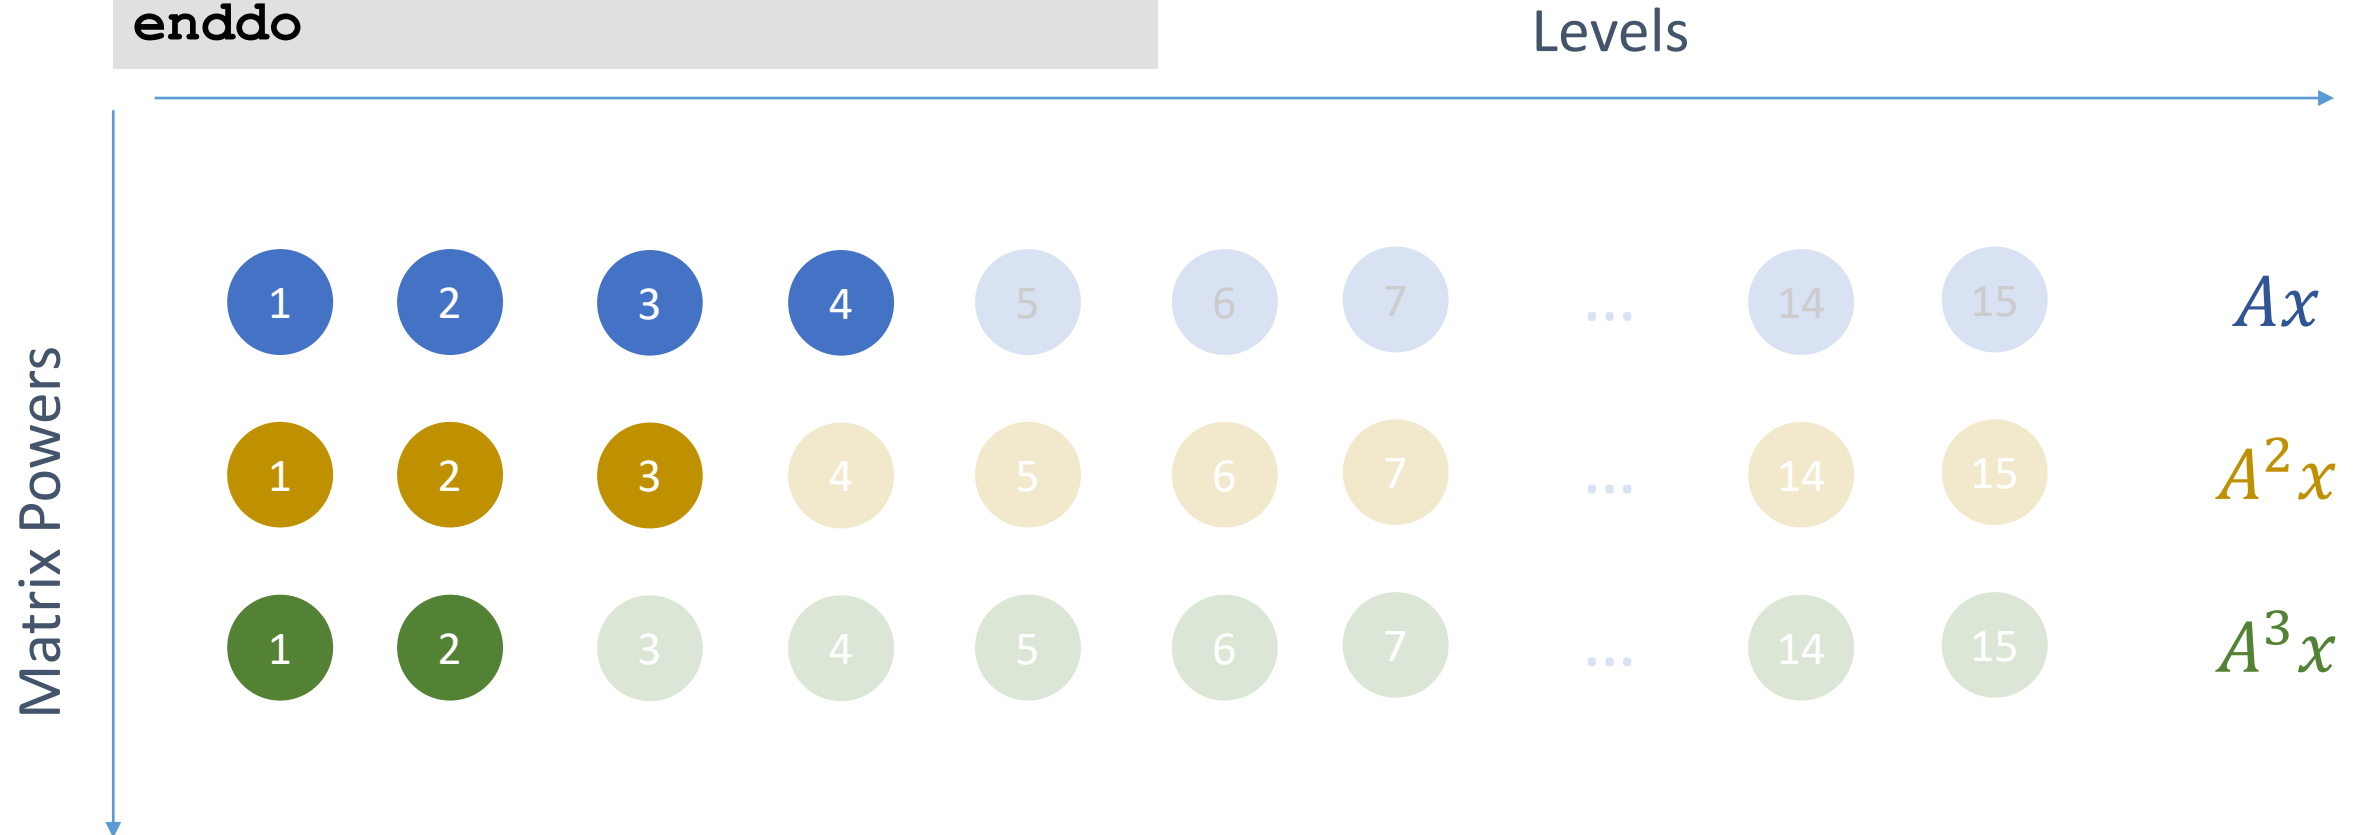 enddo
Levels
Matrix Powers
1 2 3 4 5 6 7 ... 14 15 Ax
1 2 3 4 5 6 7 ... 14 15 A²x
1 2 3 4 5 6 7 ... 14 15 A³x